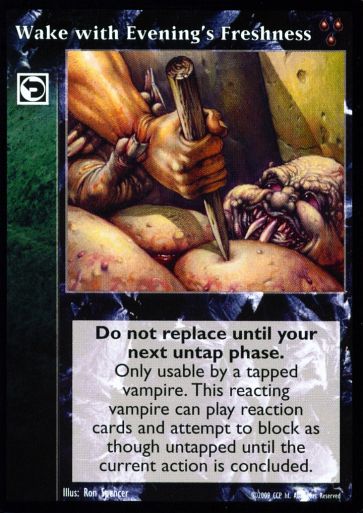 Wake with Evening's Freshness
Do not replace until your
next untap phase.
Only usable by a tapped
vampire. This reacting
vampire can play reaction
cards and attempt to block as
though untapped until the
current action is concluded.
Illus: Ron Spencer
©2009 CCP hf. All Rights Reserved